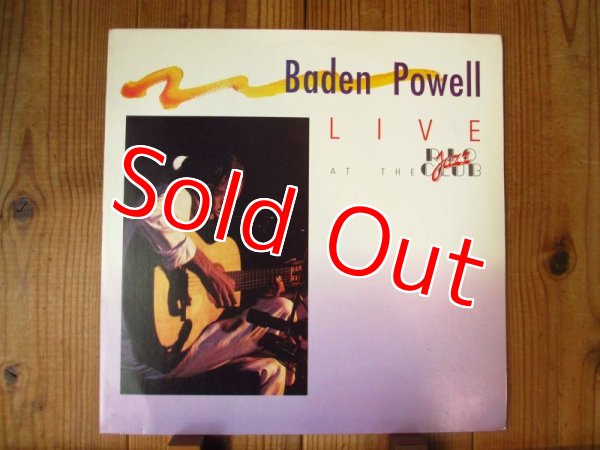 Baden Powell
LIVE
AT THE RIO Jazz CLUB
Sold Out